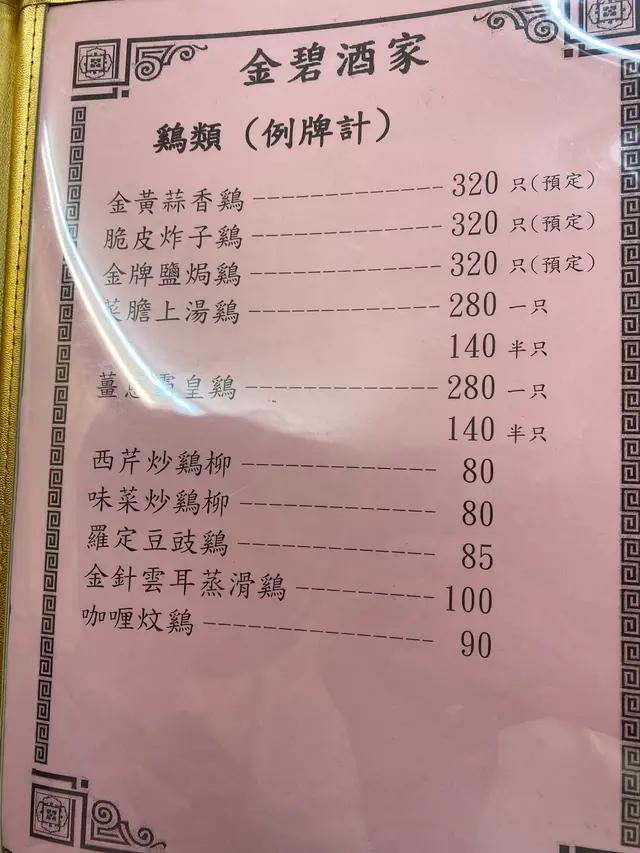 金碧酒家
鷄類（例牌計）
金黃蒜香鷄 320 只(預定)
脆皮炸子鷄 320 只(預定)
金牌鹽焗鷄 320 只(預定)
菜膽上湯鷄 280 一只
140 半只
薑皇鷄 280 一只
140 半只
西芹炒鷄柳 80
味菜炒鷄柳 80
羅定豆豉鷄 85
金針雲耳蒸滑鷄 100
咖喱炆鷄 90